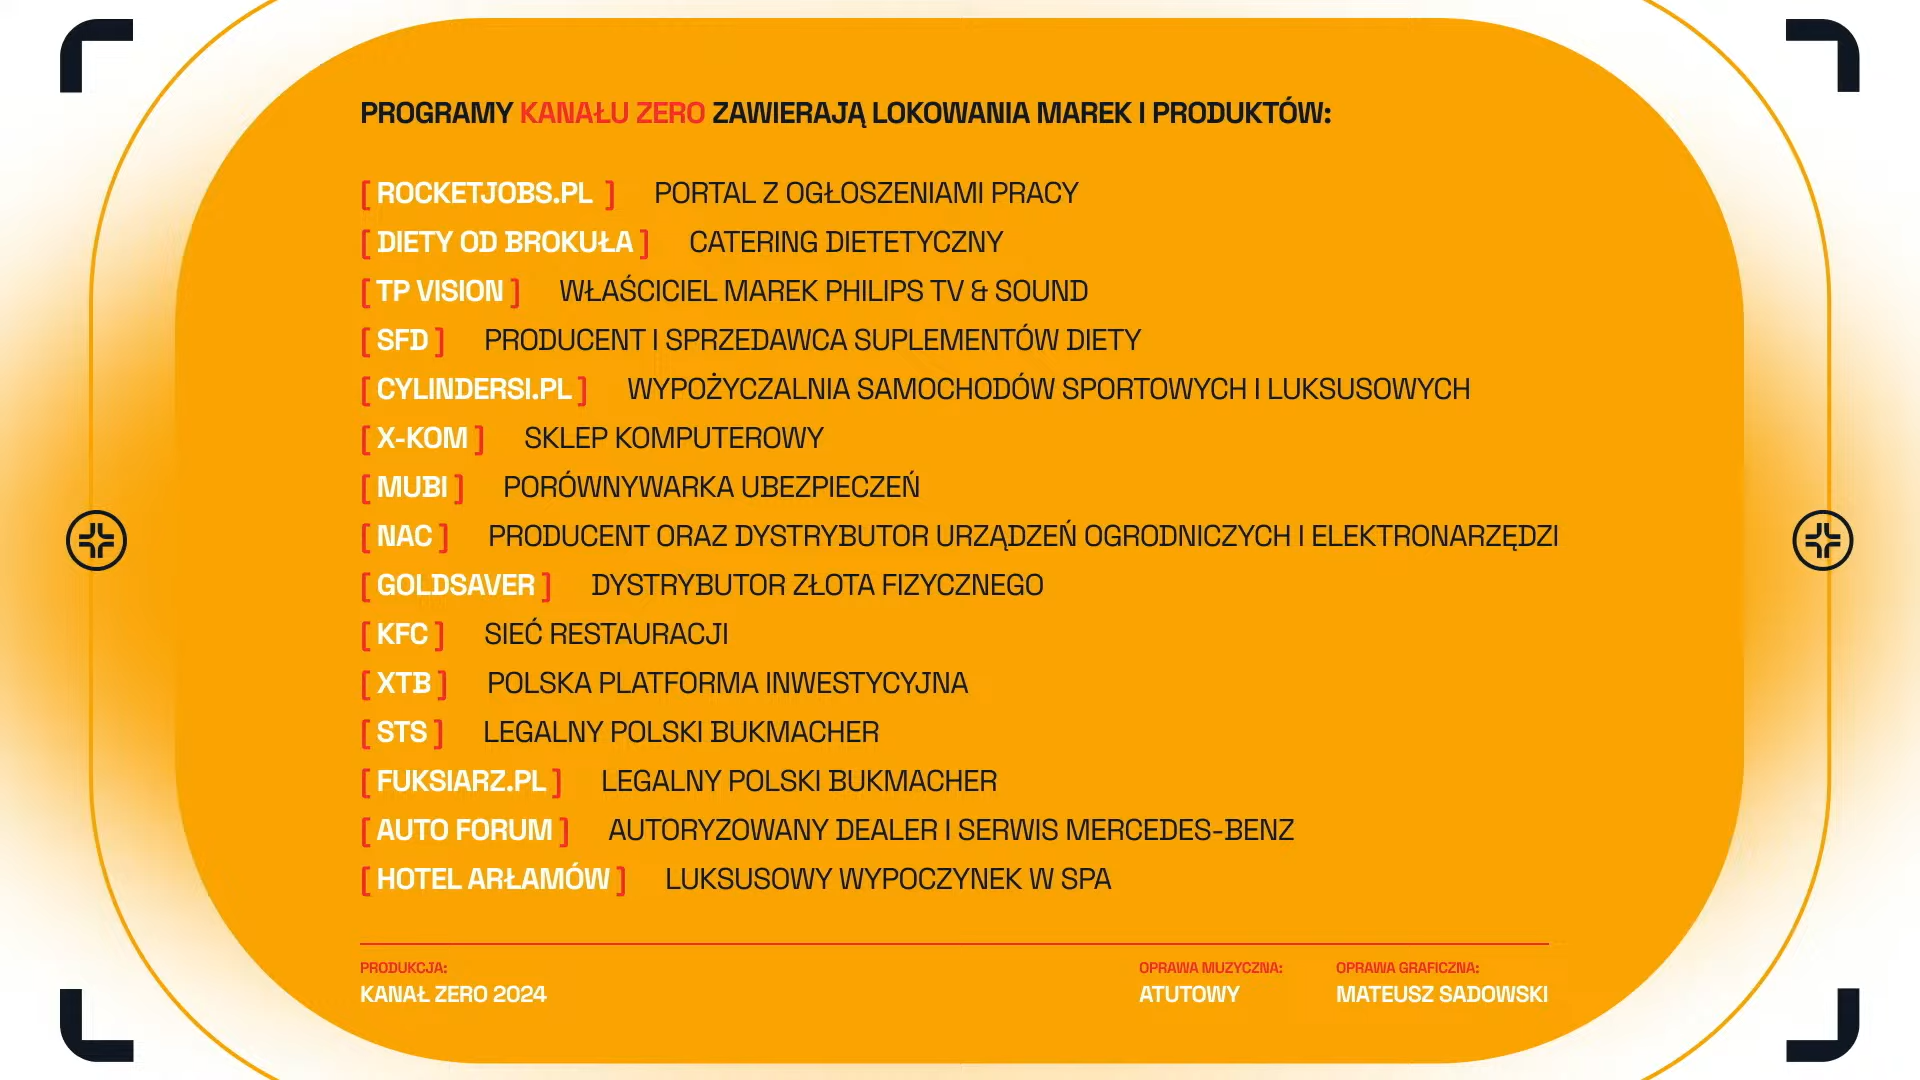 PROGRAMY KANAŁU ZERO ZAWIERAJĄ LOKOWANIA MAREK I PRODUKTÓW:
[ ROCKETJOBS.PL ] PORTAL Z OGŁOSZENIAMI PRACY
[ DIETY OD BROKUŁA ] CATERING DIETETYCZNY
[ TP VISION ] WŁAŚCICIEL MAREK PHILIPS TV & SOUND
[ SFD ] PRODUCENT I SPRZEDAWCA SUPLEMENTÓW DIETY
[ CYLINDERSI.PL ] WYPOŻYCZALNIA SAMOCHODÓW SPORTOWYCH I LUKSUSOWYCH
[ X-KOM ] SKLEP KOMPUTEROWY
[ MUBI ] PORÓWNYWARKA UBEZPIECZEŃ
[ NAC ] PRODUCENT ORAZ DYSTRYBUTOR URZĄDZEŃ OGRODNICZYCH I ELEKTRONARZĘDZI
[ GOLDSAVER ] DYSTRYBUTOR ZŁOTA FIZYCZNEGO
[ KFC ] SIEĆ RESTAURACJI
[ XTB ] POLSKA PLATFORMA INWESTYCYJNA
[ STS ] LEGALNY POLSKI BUKMACHER
[ FUKSIARZ.PL ] LEGALNY POLSKI BUKMACHER
[ AUTO FORUM ] AUTORYZOWANY DEALER I SERWIS MERCEDES-BENZ
[ HOTEL ARŁAMÓW ] LUKSUSOWY WYPOCZYNEK W SPA
PRODUKCJA: OPRAWA MUZYCZNA: OPRAWA GRAFICZNA:
KANAŁ ZERO 2024 ATUTOWY MATEUSZ SADOWSKI